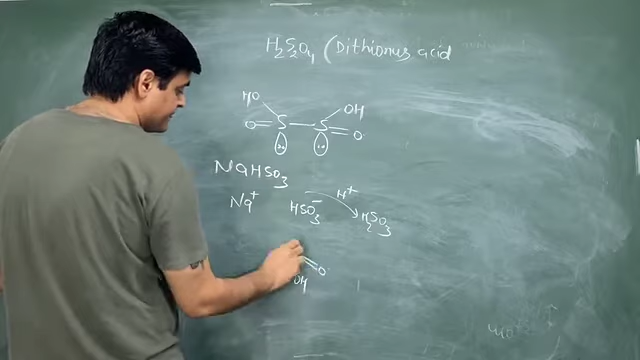 H2S2O4 (Dithionus acid
HO OH
O=S—S=O
NaHSO3
Na+ HSO3− H+ H2SO3
O
OH